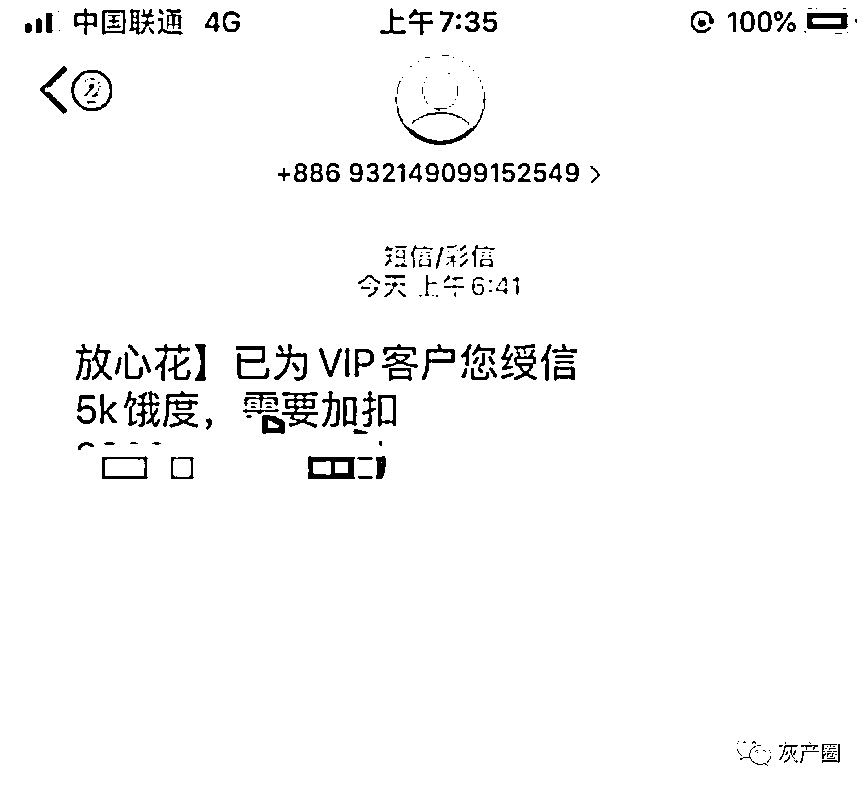 中国联通 4G 上午7:35 100%
2
+886 932149099152549
短信/彩信
今天 上午6:41
放心花】已为VIP客户您绶信
5k饿度，需要加扣
灰产圈